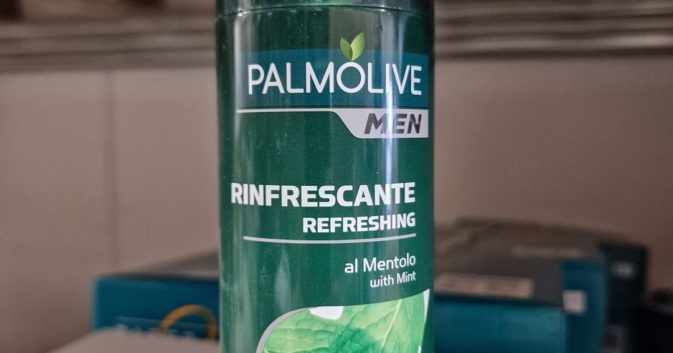 PALMOLIVE
MEN
RINFRESCANTE
REFRESHING
al Mentolo
with Mint